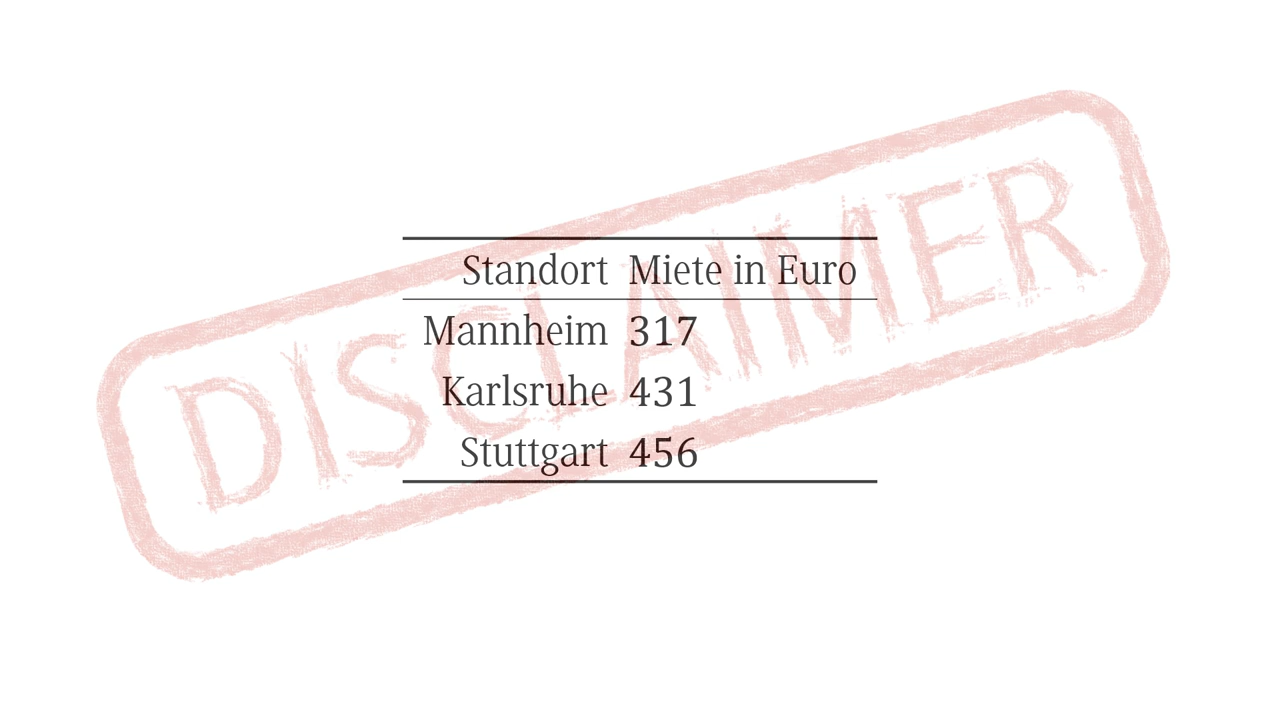 DISCLAIMER
Standort Miete in Euro
Mannheim 317
Karlsruhe 431
Stuttgart 456